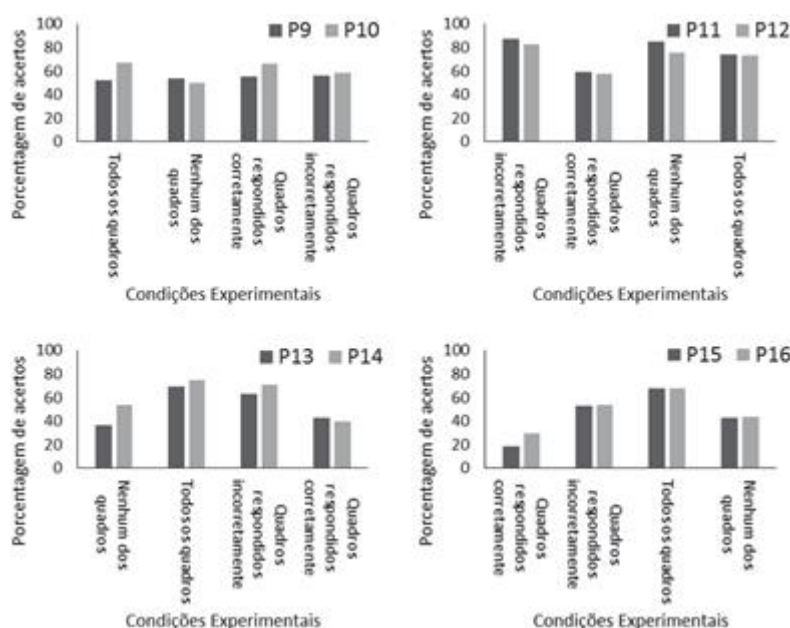 Porcentagem de acertos
100
80
60
40
20
0
P9 P10
Todos os quadros
Nenhum dos
quadros
Quadros
respondidos
corretamente
Quadros
respondidos
incorretamente
Condições Experimentais
Porcentagem de acertos
100
80
60
40
20
0
P11 P12
Quadros
respondidos
incorretamente
Quadros
respondidos
corretamente
Nenhum dos
quadros
Todos os quadros
Condições Experimentais
Porcentagem de acertos
100
80
60
40
20
0
P13 P14
Nenhum dos
quadros
Todos os quadros
Quadros
respondidos
incorretamente
Quadros
respondidos
corretamente
Condições Experimentais
Porcentagem de acertos
100
80
60
40
20
0
P15 P16
Quadros
respondidos
corretamente
Quadros
respondidos
incorretamente
Todos os quadros
Nenhum dos
quadros
Condições Experimentais